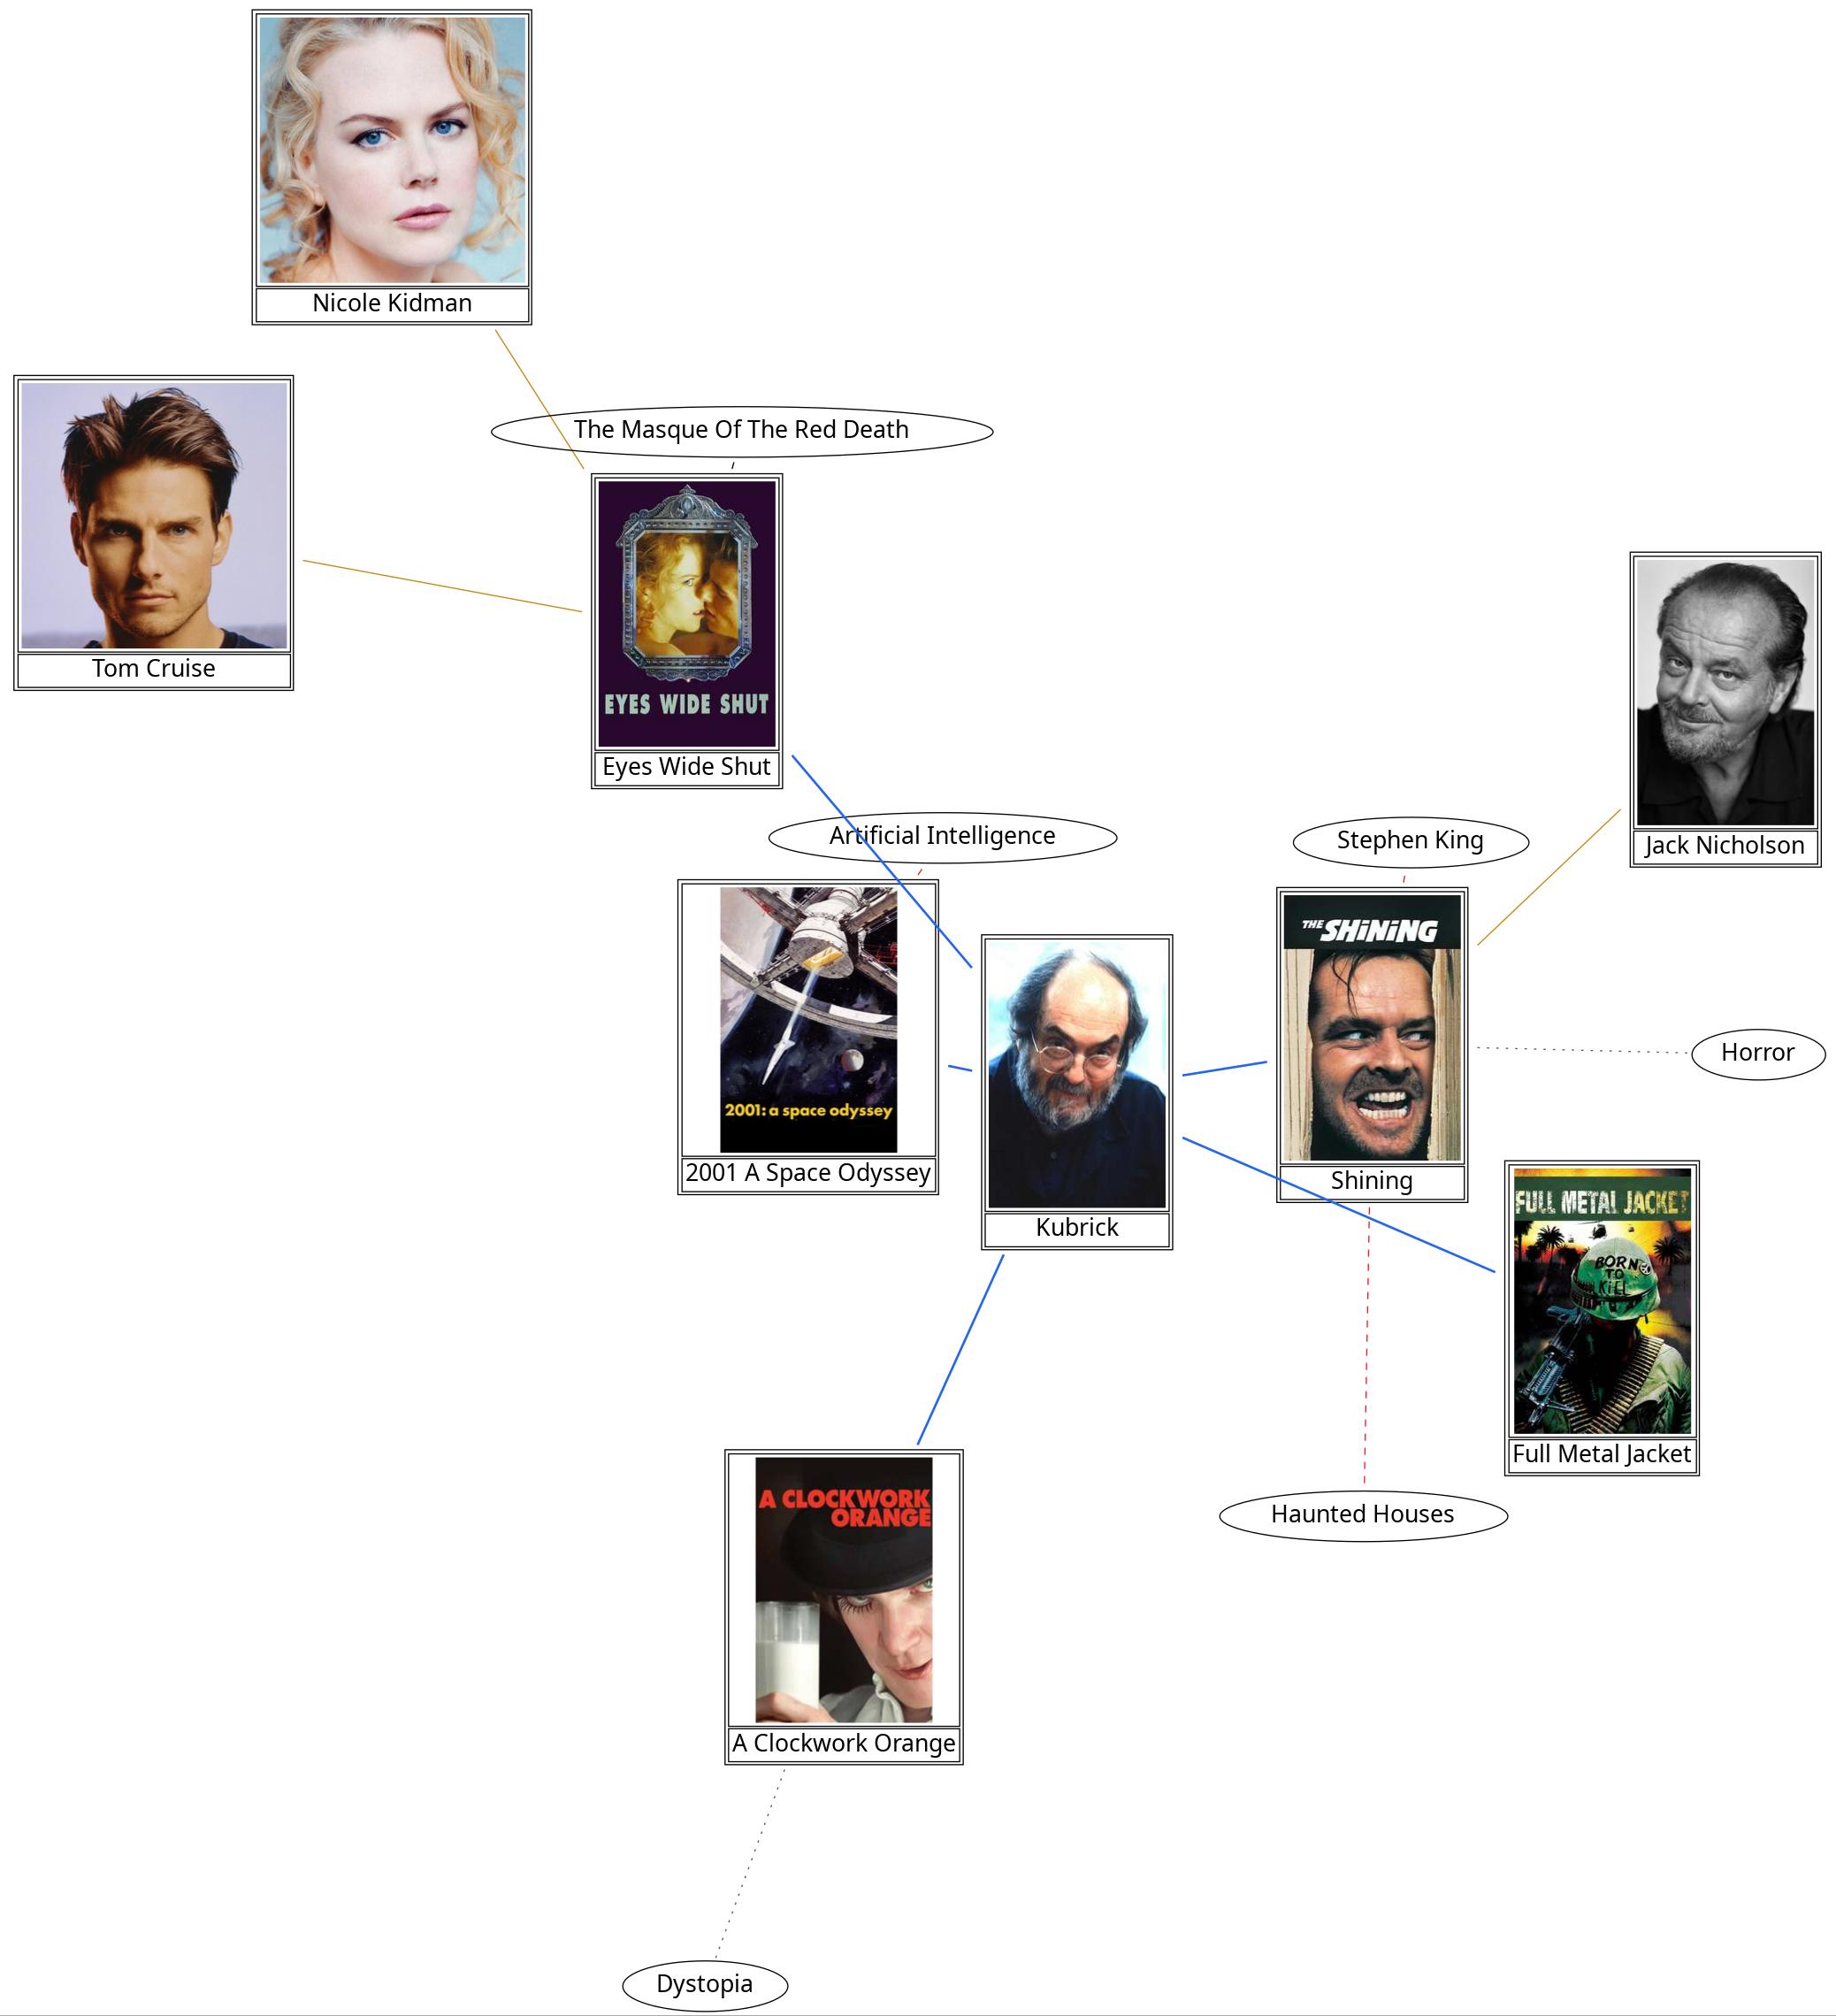 Nicole Kidman
The Masque Of The Red Death
Tom Cruise
EYES WIDE SHUT
Eyes Wide Shut
Jack Nicholson
Artificial Intelligence
Stephen King
THE SHiNiNG
2001: a space odyssey
2001 A Space Odyssey
Kubrick
Shining
Horror
FULL METAL JACKET
BORN
TO
KILL
Full Metal Jacket
Haunted Houses
A CLOCKWORK
ORANGE
A Clockwork Orange
Dystopia